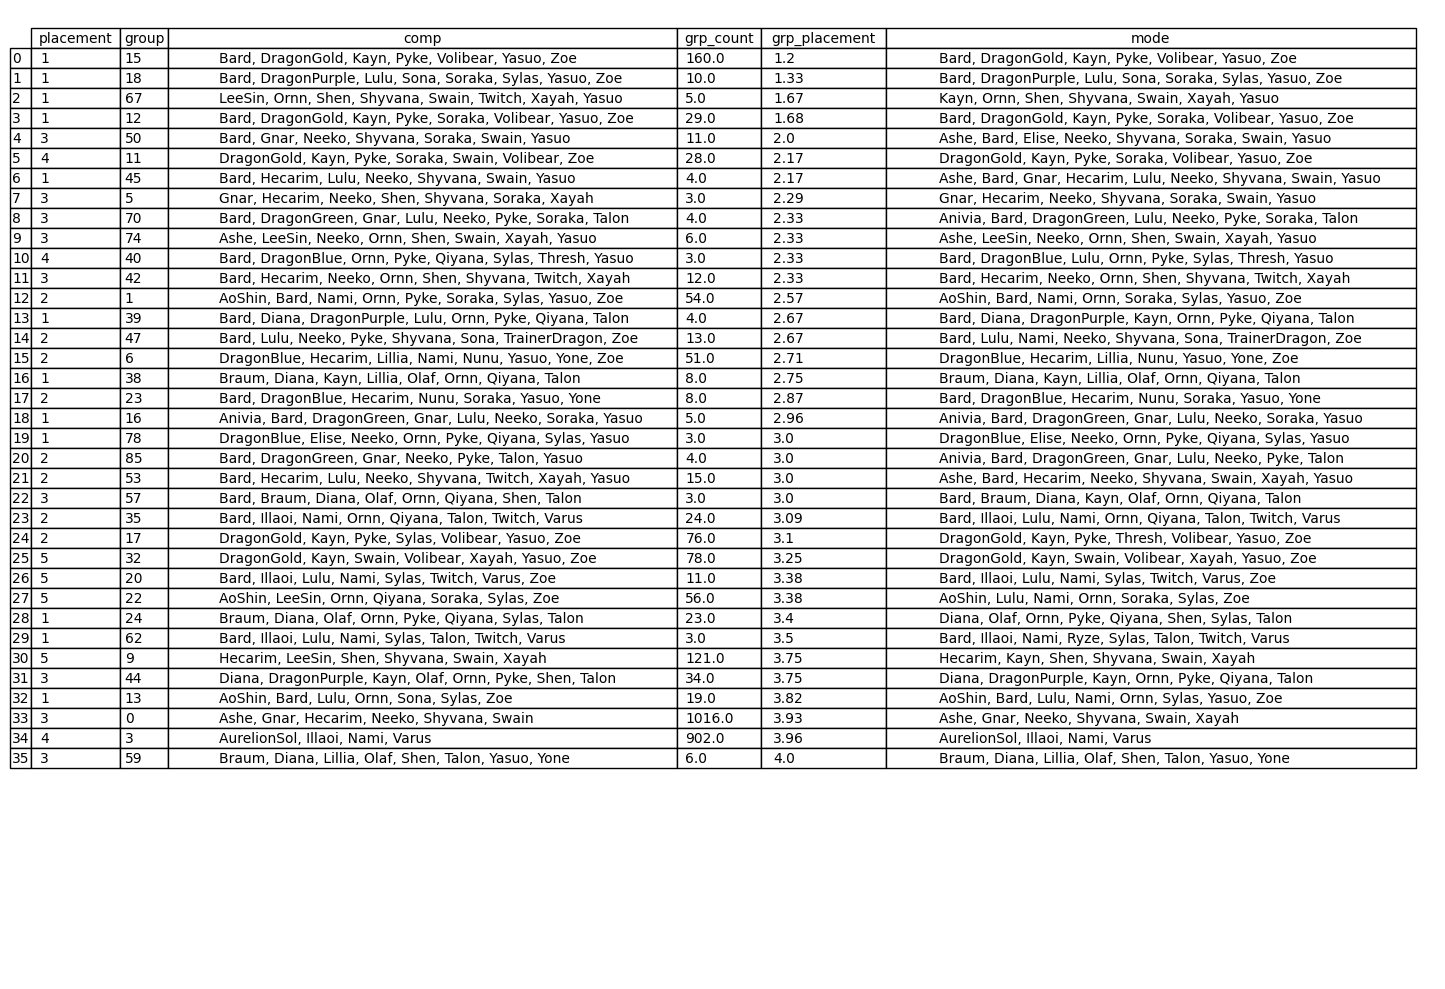 placement group comp grp_count grp_placement mode
0 1 15 Bard, DragonGold, Kayn, Pyke, Volibear, Yasuo, Zoe 160.0 1.2 Bard, DragonGold, Kayn, Pyke, Volibear, Yasuo, Zoe
1 1 18 Bard, DragonPurple, Lulu, Sona, Soraka, Sylas, Yasuo, Zoe 10.0 1.33 Bard, DragonPurple, Lulu, Sona, Soraka, Sylas, Yasuo, Zoe
2 1 67 LeeSin, Ornn, Shen, Shyvana, Swain, Twitch, Xayah, Yasuo 5.0 1.67 Kayn, Ornn, Shen, Shyvana, Swain, Xayah, Yasuo
3 1 12 Bard, DragonGold, Kayn, Pyke, Soraka, Volibear, Yasuo, Zoe 29.0 1.68 Bard, DragonGold, Kayn, Pyke, Soraka, Volibear, Yasuo, Zoe
4 3 50 Bard, Gnar, Neeko, Shyvana, Soraka, Swain, Yasuo 11.0 2.0 Ashe, Bard, Elise, Neeko, Shyvana, Soraka, Swain, Yasuo
5 4 11 DragonGold, Kayn, Pyke, Soraka, Swain, Volibear, Zoe 28.0 2.17 DragonGold, Kayn, Pyke, Soraka, Volibear, Yasuo, Zoe
6 1 45 Bard, Hecarim, Lulu, Neeko, Shyvana, Swain, Yasuo 4.0 2.17 Ashe, Bard, Gnar, Hecarim, Lulu, Neeko, Shyvana, Swain, Yasuo
7 3 5 Gnar, Hecarim, Neeko, Shen, Shyvana, Soraka, Xayah 3.0 2.29 Gnar, Hecarim, Neeko, Shyvana, Soraka, Swain, Yasuo
8 3 70 Bard, DragonGreen, Gnar, Lulu, Neeko, Pyke, Soraka, Talon 4.0 2.33 Anivia, Bard, DragonGreen, Lulu, Neeko, Pyke, Soraka, Talon
9 3 74 Ashe, LeeSin, Neeko, Ornn, Shen, Swain, Xayah, Yasuo 6.0 2.33 Ashe, LeeSin, Neeko, Ornn, Shen, Swain, Xayah, Yasuo
10 4 40 Bard, DragonBlue, Ornn, Pyke, Qiyana, Sylas, Thresh, Yasuo 3.0 2.33 Bard, DragonBlue, Lulu, Ornn, Pyke, Sylas, Thresh, Yasuo
11 3 42 Bard, Hecarim, Neeko, Ornn, Shen, Shyvana, Twitch, Xayah 12.0 2.33 Bard, Hecarim, Neeko, Ornn, Shen, Shyvana, Twitch, Xayah
12 2 1 AoShin, Bard, Nami, Ornn, Pyke, Soraka, Sylas, Yasuo, Zoe 54.0 2.57 AoShin, Bard, Nami, Ornn, Soraka, Sylas, Yasuo, Zoe
13 1 39 Bard, Diana, DragonPurple, Lulu, Ornn, Pyke, Qiyana, Talon 4.0 2.67 Bard, Diana, DragonPurple, Kayn, Ornn, Pyke, Qiyana, Talon
14 2 47 Bard, Lulu, Neeko, Pyke, Shyvana, Sona, TrainerDragon, Zoe 13.0 2.67 Bard, Lulu, Nami, Neeko, Shyvana, Sona, TrainerDragon, Zoe
15 2 6 DragonBlue, Hecarim, Lillia, Nami, Nunu, Yasuo, Yone, Zoe 51.0 2.71 DragonBlue, Hecarim, Lillia, Nunu, Yasuo, Yone, Zoe
16 1 38 Braum, Diana, Kayn, Lillia, Olaf, Ornn, Qiyana, Talon 8.0 2.75 Braum, Diana, Kayn, Lillia, Olaf, Ornn, Qiyana, Talon
17 2 23 Bard, DragonBlue, Hecarim, Nunu, Soraka, Yasuo, Yone 8.0 2.87 Bard, DragonBlue, Hecarim, Nunu, Soraka, Yasuo, Yone
18 1 16 Anivia, Bard, DragonGreen, Gnar, Lulu, Neeko, Soraka, Yasuo 5.0 2.96 Anivia, Bard, DragonGreen, Gnar, Lulu, Neeko, Soraka, Yasuo
19 1 78 DragonBlue, Elise, Neeko, Ornn, Pyke, Qiyana, Sylas, Yasuo 3.0 3.0 DragonBlue, Elise, Neeko, Ornn, Pyke, Qiyana, Sylas, Yasuo
20 2 85 Bard, DragonGreen, Gnar, Neeko, Pyke, Talon, Yasuo 4.0 3.0 Anivia, Bard, DragonGreen, Gnar, Lulu, Neeko, Pyke, Talon
21 2 53 Bard, Hecarim, Lulu, Neeko, Shyvana, Twitch, Xayah, Yasuo 15.0 3.0 Ashe, Bard, Hecarim, Neeko, Shyvana, Swain, Xayah, Yasuo
22 3 57 Bard, Braum, Diana, Olaf, Ornn, Qiyana, Shen, Talon 3.0 3.0 Bard, Braum, Diana, Kayn, Olaf, Ornn, Qiyana, Talon
23 2 35 Bard, Illaoi, Nami, Ornn, Qiyana, Talon, Twitch, Varus 24.0 3.09 Bard, Illaoi, Lulu, Nami, Ornn, Qiyana, Talon, Twitch, Varus
24 2 17 DragonGold, Kayn, Pyke, Sylas, Volibear, Yasuo, Zoe 76.0 3.1 DragonGold, Kayn, Pyke, Thresh, Volibear, Yasuo, Zoe
25 5 32 DragonGold, Kayn, Swain, Volibear, Xayah, Yasuo, Zoe 78.0 3.25 DragonGold, Kayn, Swain, Volibear, Xayah, Yasuo, Zoe
26 5 20 Bard, Illaoi, Lulu, Nami, Sylas, Twitch, Varus, Zoe 11.0 3.38 Bard, Illaoi, Lulu, Nami, Sylas, Twitch, Varus, Zoe
27 5 22 AoShin, LeeSin, Ornn, Qiyana, Soraka, Sylas, Zoe 56.0 3.38 AoShin, Lulu, Nami, Ornn, Soraka, Sylas, Zoe
28 1 24 Braum, Diana, Olaf, Ornn, Pyke, Qiyana, Sylas, Talon 23.0 3.4 Diana, Olaf, Ornn, Pyke, Qiyana, Shen, Sylas, Talon
29 1 62 Bard, Illaoi, Lulu, Nami, Sylas, Talon, Twitch, Varus 3.0 3.5 Bard, Illaoi, Nami, Ryze, Sylas, Talon, Twitch, Varus
30 5 9 Hecarim, LeeSin, Shen, Shyvana, Swain, Xayah 121.0 3.75 Hecarim, Kayn, Shen, Shyvana, Swain, Xayah
31 3 44 Diana, DragonPurple, Kayn, Olaf, Ornn, Pyke, Shen, Talon 34.0 3.75 Diana, DragonPurple, Kayn, Ornn, Pyke, Qiyana, Talon
32 1 13 AoShin, Bard, Lulu, Ornn, Sona, Sylas, Zoe 19.0 3.82 AoShin, Bard, Lulu, Nami, Ornn, Sylas, Yasuo, Zoe
33 3 0 Ashe, Gnar, Hecarim, Neeko, Shyvana, Swain 1016.0 3.93 Ashe, Gnar, Neeko, Shyvana, Swain, Xayah
34 4 3 AurelionSol, Illaoi, Nami, Varus 902.0 3.96 AurelionSol, Illaoi, Nami, Varus
35 3 59 Braum, Diana, Lillia, Olaf, Shen, Talon, Yasuo, Yone 6.0 4.0 Braum, Diana, Lillia, Olaf, Shen, Talon, Yasuo, Yone